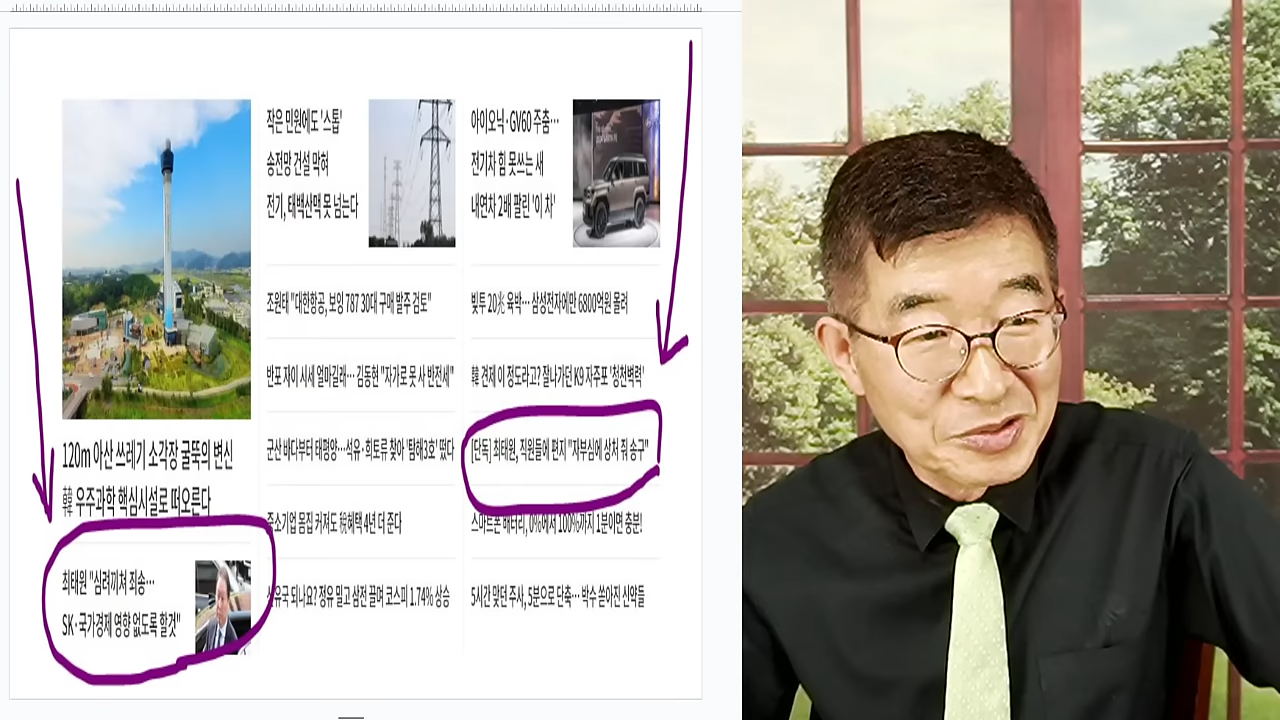 120m 아산 쓰레기 소각장 굴뚝의 변신
韓 우주과학 핵심시설로 떠오른다
최태원 "심려끼쳐 죄송…
SK·국가경제 영향 없도록 할것"
작은 민원에도 '스톱'
송전망 건설 막혀
전기, 태백산맥 못 넘는다
조원태 "대한항공, 보잉 787 30대 구매 발주 검토"
반포 자이 시세 얼마길래… 김동현 "자가로 못 사 반전세"
군산 바다부터 태평양…석유·희토류 찾아 '탐해3호' 떴다
중소기업 몸집 커져도 稅혜택 4년 더 준다
산유국 되나요? 정유 밀고 삼전 끌며 코스피 1.74% 상승
아이오닉·GV60 주춤…
전기차 힘 못쓰는 새
내연차 2배 팔린 '이 차'
빚투 20兆 육박… 삼성전자에만 6800억원 몰려
韓 견제 이 정도라고? 잘나가던 K9 자주포 '청천벽력'
[단독] 최태원, 직원들에 편지 "자부심에 상처 줘 송구"
스마트폰 배터리, 0%에서 100%까지 1분이면 충분!
5시간 맞던 주사, 5분으로 단축… 박수 쏟아진 신약들